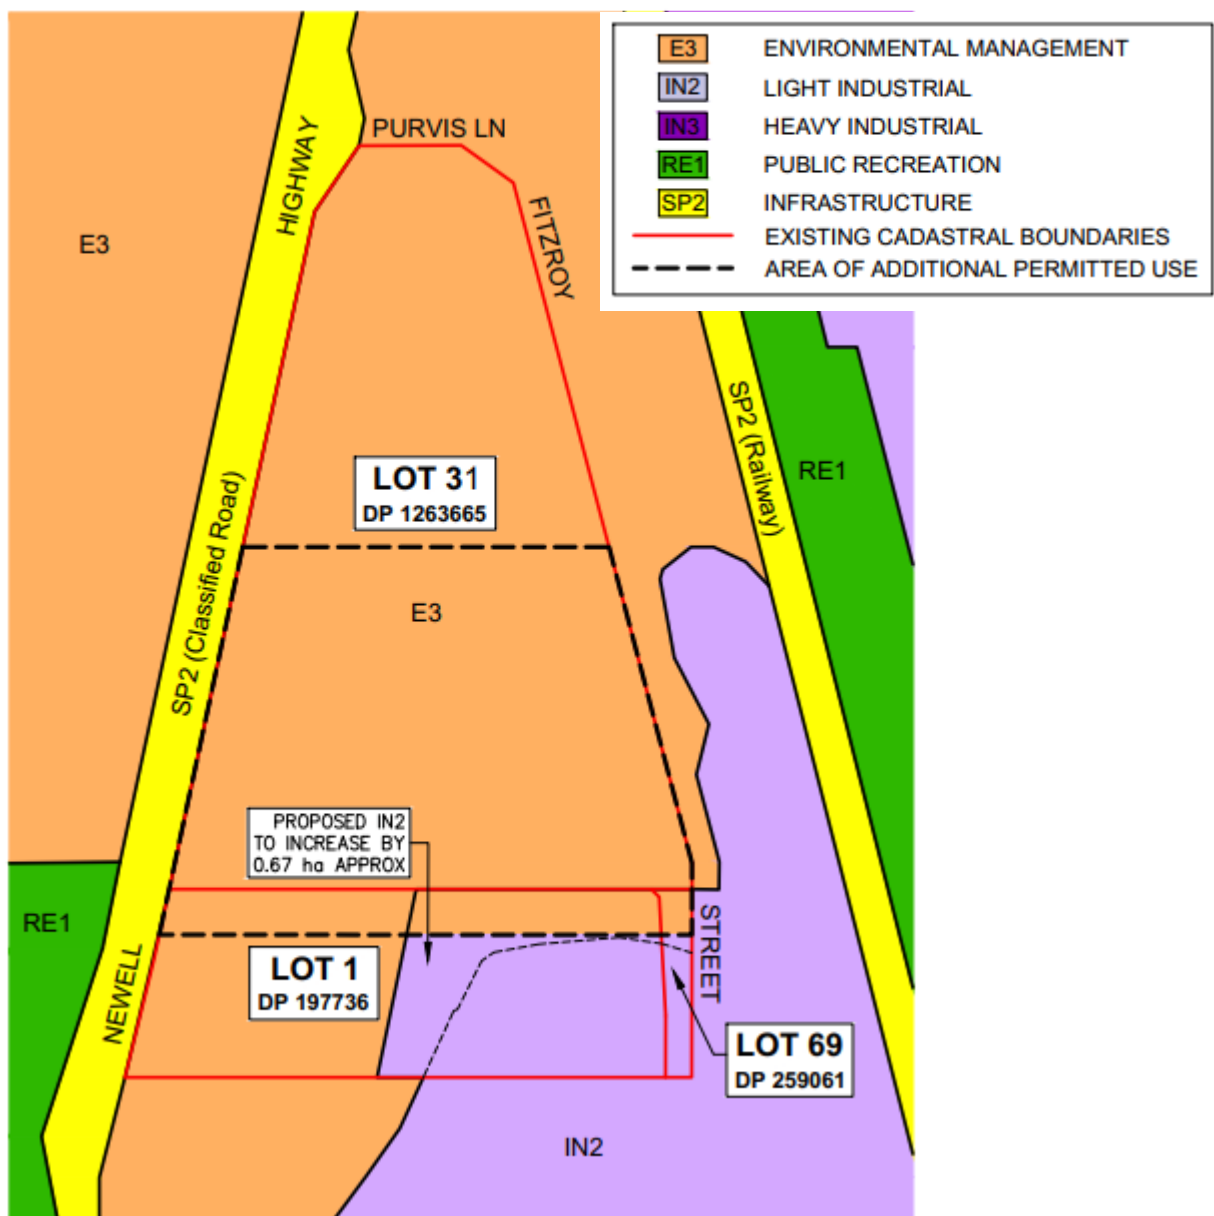 E3 ENVIRONMENTAL MANAGEMENT
IN2 LIGHT INDUSTRIAL
IN3 HEAVY INDUSTRIAL
RE1 PUBLIC RECREATION
SP2 INFRASTRUCTURE
EXISTING CADASTRAL BOUNDARIES
AREA OF ADDITIONAL PERMITTED USE
PURVIS LN
HIGHWAY
FITZROY
E3
SP2 (Railway)
RE1
LOT 31
DP 1263665
SP2 (Classified Road)
E3
PROPOSED IN2
TO INCREASE BY
0.67 ha APPROX
RE1
STREET
NEWELL
LOT 1
DP 197736
LOT 69
DP 259061
IN2